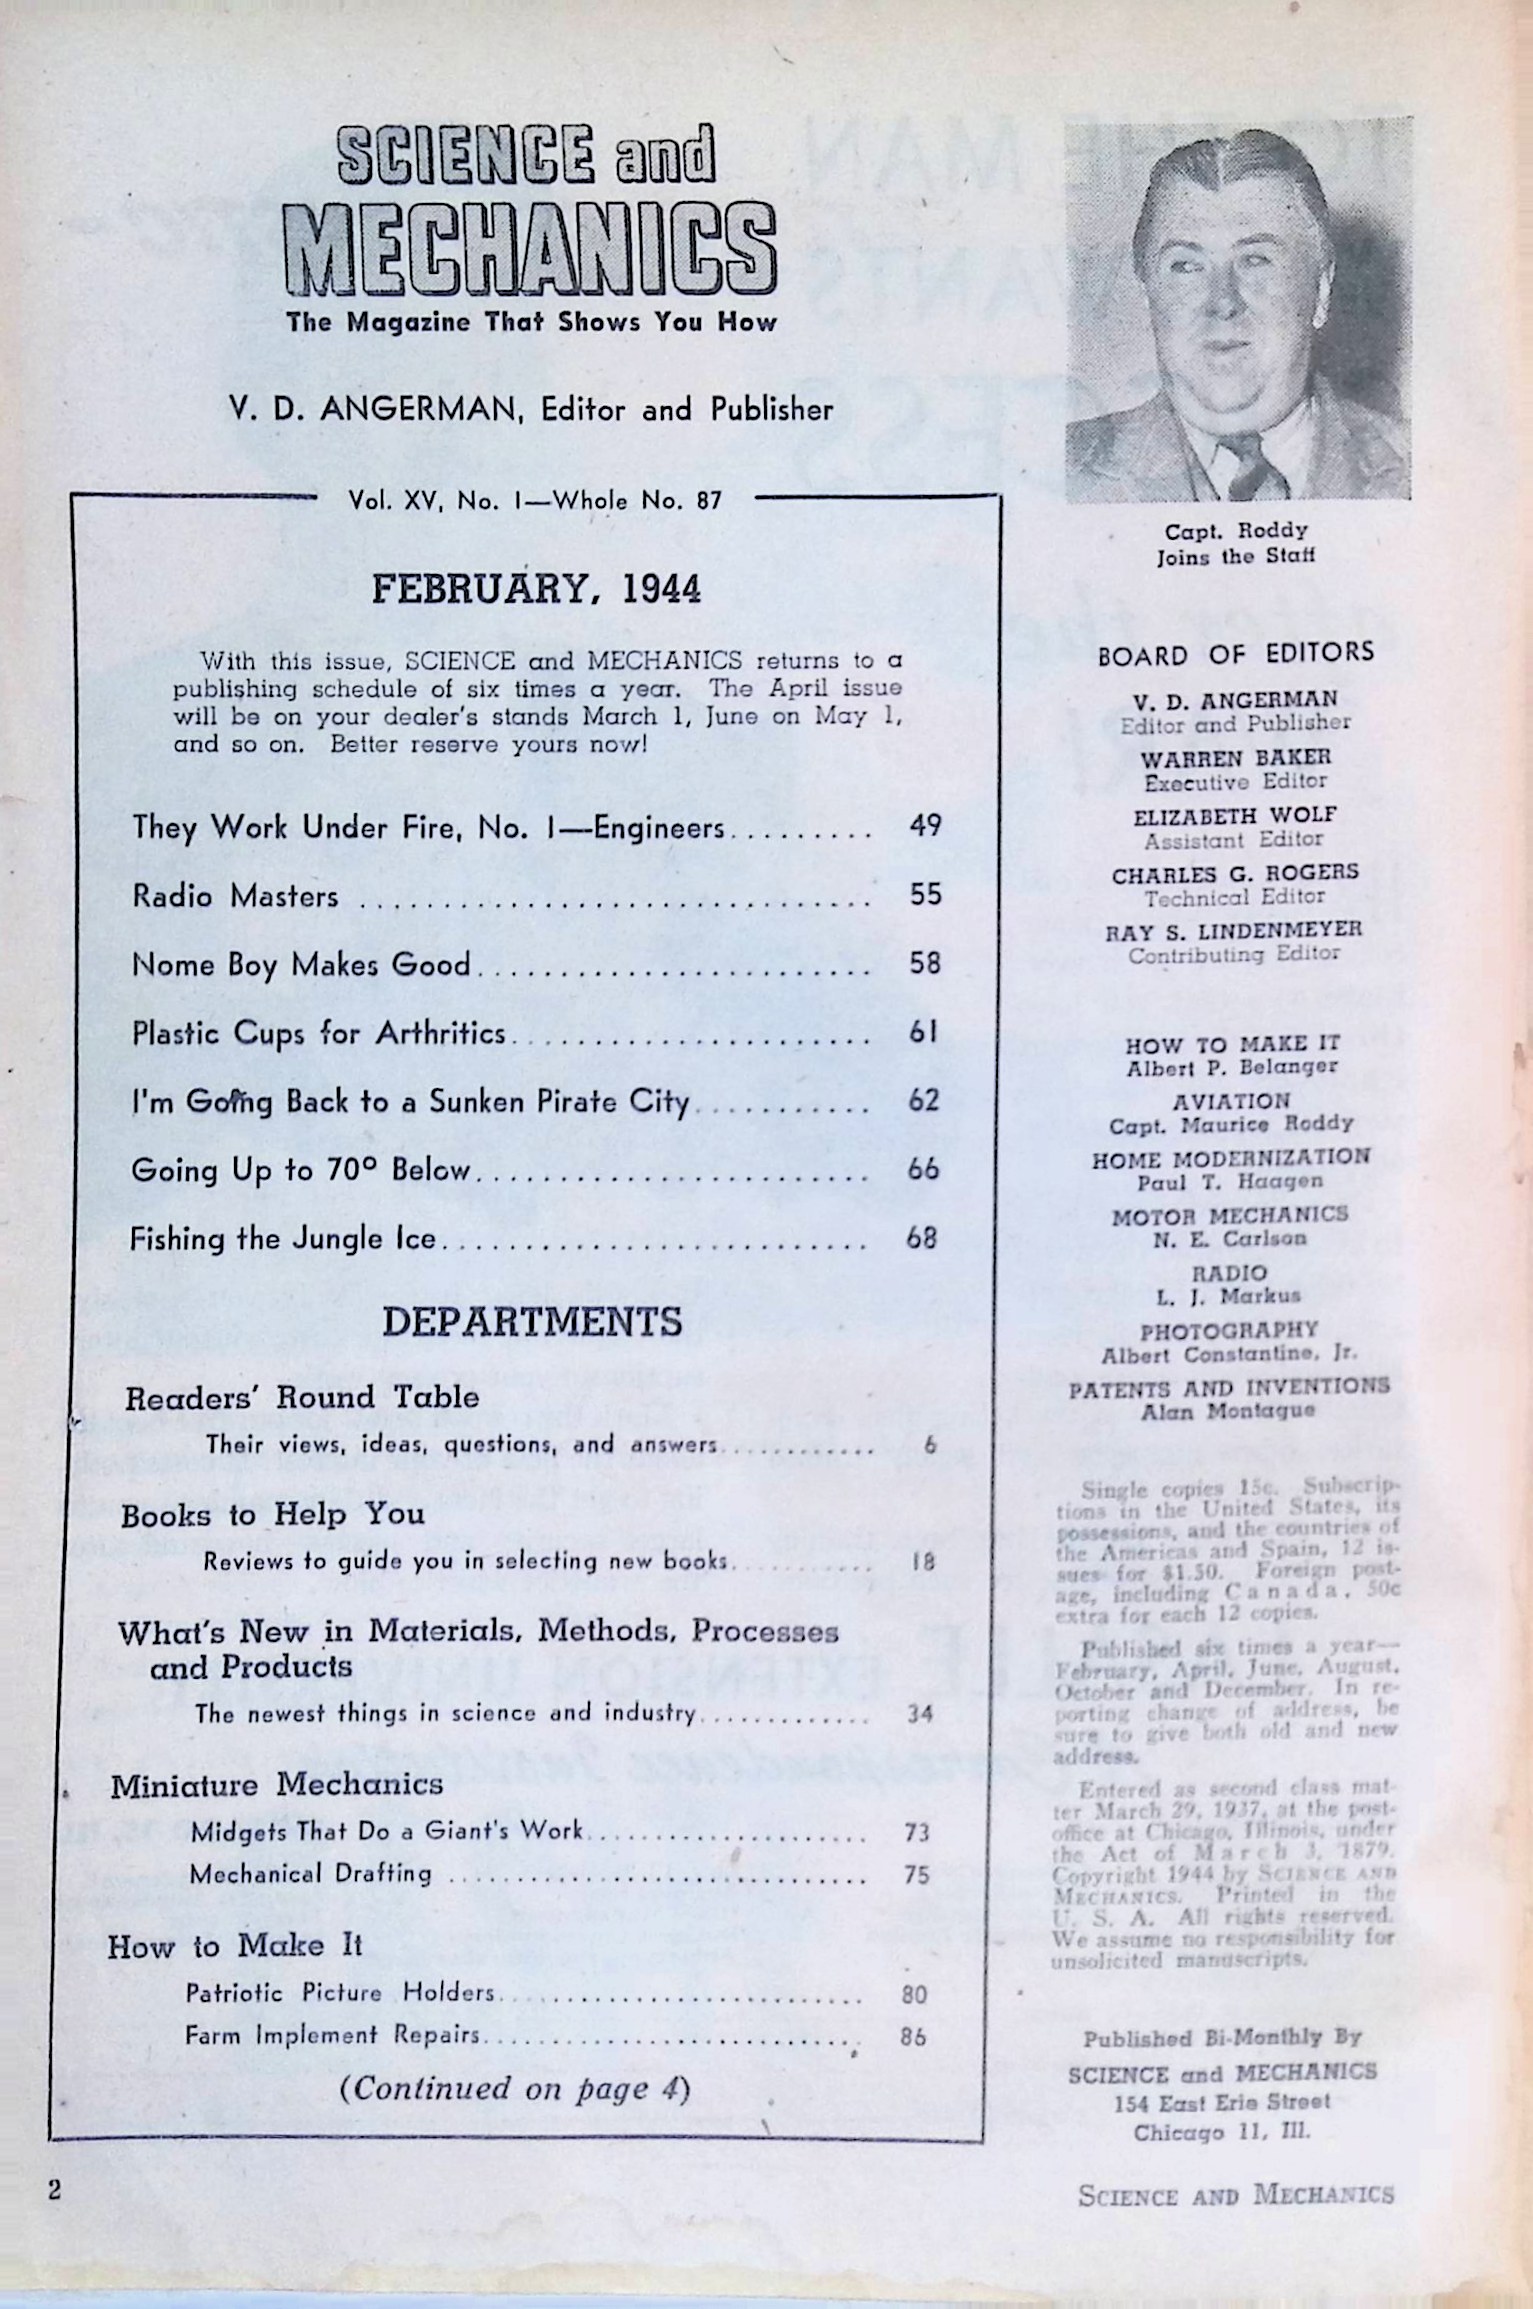 SCIENCE and
MECHANICS
The Magazine That Shows You How
V. D. ANGERMAN, Editor and Publisher
Vol. XV, No. 1—Whole No. 87
FEBRUARY, 1944
With this issue, SCIENCE and MECHANICS returns to a
publishing schedule of six times a year. The April issue
will be on your dealer's stands March 1, June on May 1,
and so on. Better reserve yours now!
They Work Under Fire, No. 1—Engineers.......... 49
Radio Masters .............................. 55
Nome Boy Makes Good........................ 58
Plastic Cups for Arthritics...................... 61
I'm Going Back to a Sunken Pirate City........... 62
Going Up to 70° Below........................ 66
Fishing the Jungle Ice.......................... 68
DEPARTMENTS
Readers' Round Table
Their views, ideas, questions, and answers............ 6
Books to Help You
Reviews to guide you in selecting new books........... 18
What's New in Materials, Methods, Processes
and Products
The newest things in science and industry............. 34
Miniature Mechanics
Midgets That Do a Giant's Work..................... 73
Mechanical Drafting ............................... 75
How to Make It
Patriotic Picture Holders........................... 80
Farm Implement Repairs............................ 86
(Continued on page 4)
2
Capt. Roddy
Joins the Staff
BOARD OF EDITORS
V. D. ANGERMAN
Editor and Publisher
WARREN BAKER
Executive Editor
ELIZABETH WOLF
Assistant Editor
CHARLES G. ROGERS
Technical Editor
RAY S. LINDENMEYER
Contributing Editor
HOW TO MAKE IT
Albert P. Belanger
AVIATION
Capt. Maurice Roddy
HOME MODERNIZATION
Paul T. Haagen
MOTOR MECHANICS
N. E. Carlson
RADIO
L. J. Markus
PHOTOGRAPHY
Albert Constantine, Jr.
PATENTS AND INVENTIONS
Alan Montague
Single copies 15c. Subscrip-
tions in the United States, its
possessions, and the countries of
the Americas and Spain, 12 is-
sues for $1.50. Foreign post-
age, including Canada, 50c
extra for each 12 copies.
Published six times a year—
February, April, June, August,
October and December. In re-
porting change of address, be
sure to give both old and new
address.
Entered as second class mat-
ter March 29, 1937, at the post-
office at Chicago, Illinois, under
the Act of March 3, 1879.
Copyright 1944 by SCIENCE AND
MECHANICS. Printed in the
U. S. A. All rights reserved.
We assume no responsibility for
unsolicited manuscripts.
Published Bi-Monthly By
SCIENCE and MECHANICS
154 East Erie Street
Chicago 11, Ill.
SCIENCE AND MECHANICS